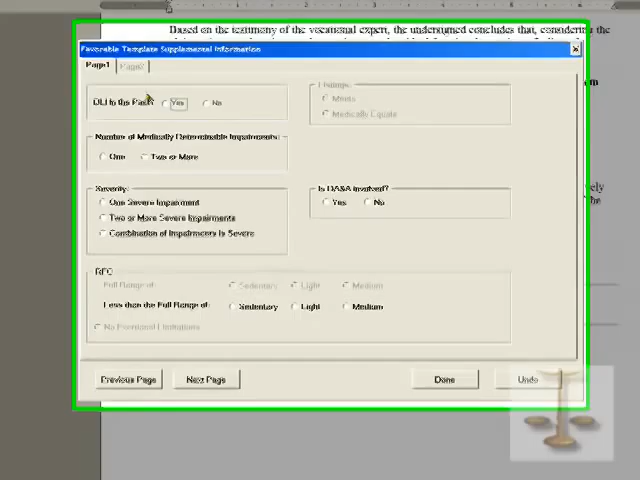 Based on the testimony of the vocational expert, the undersigned concludes that, considering the
Favorable Template Supplemental Information
Page1
Page2
DLI in the Past?
Yes
No
Listings:
Meets
Medically Equals
Number of Medically Determinable Impairments:
One
Two or More
Severity:
One Severe Impairment
Two or More Severe Impairments
Combination of Impairments is Severe
Is DA&A Involved?
Yes
No
RFC
Full Range of:
Sedentary
Light
Medium
Less than the Full Range of:
Sedentary
Light
Medium
No Exertional Limitations
Previous Page
Next Page
Done
Undo
the